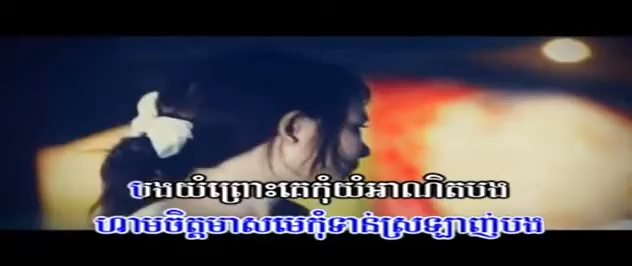 បងយំព្រោះគេកុំយំអាណិតបង
ហាមចិត្តមាសមេកុំទាន់ស្រឡាញ់បង